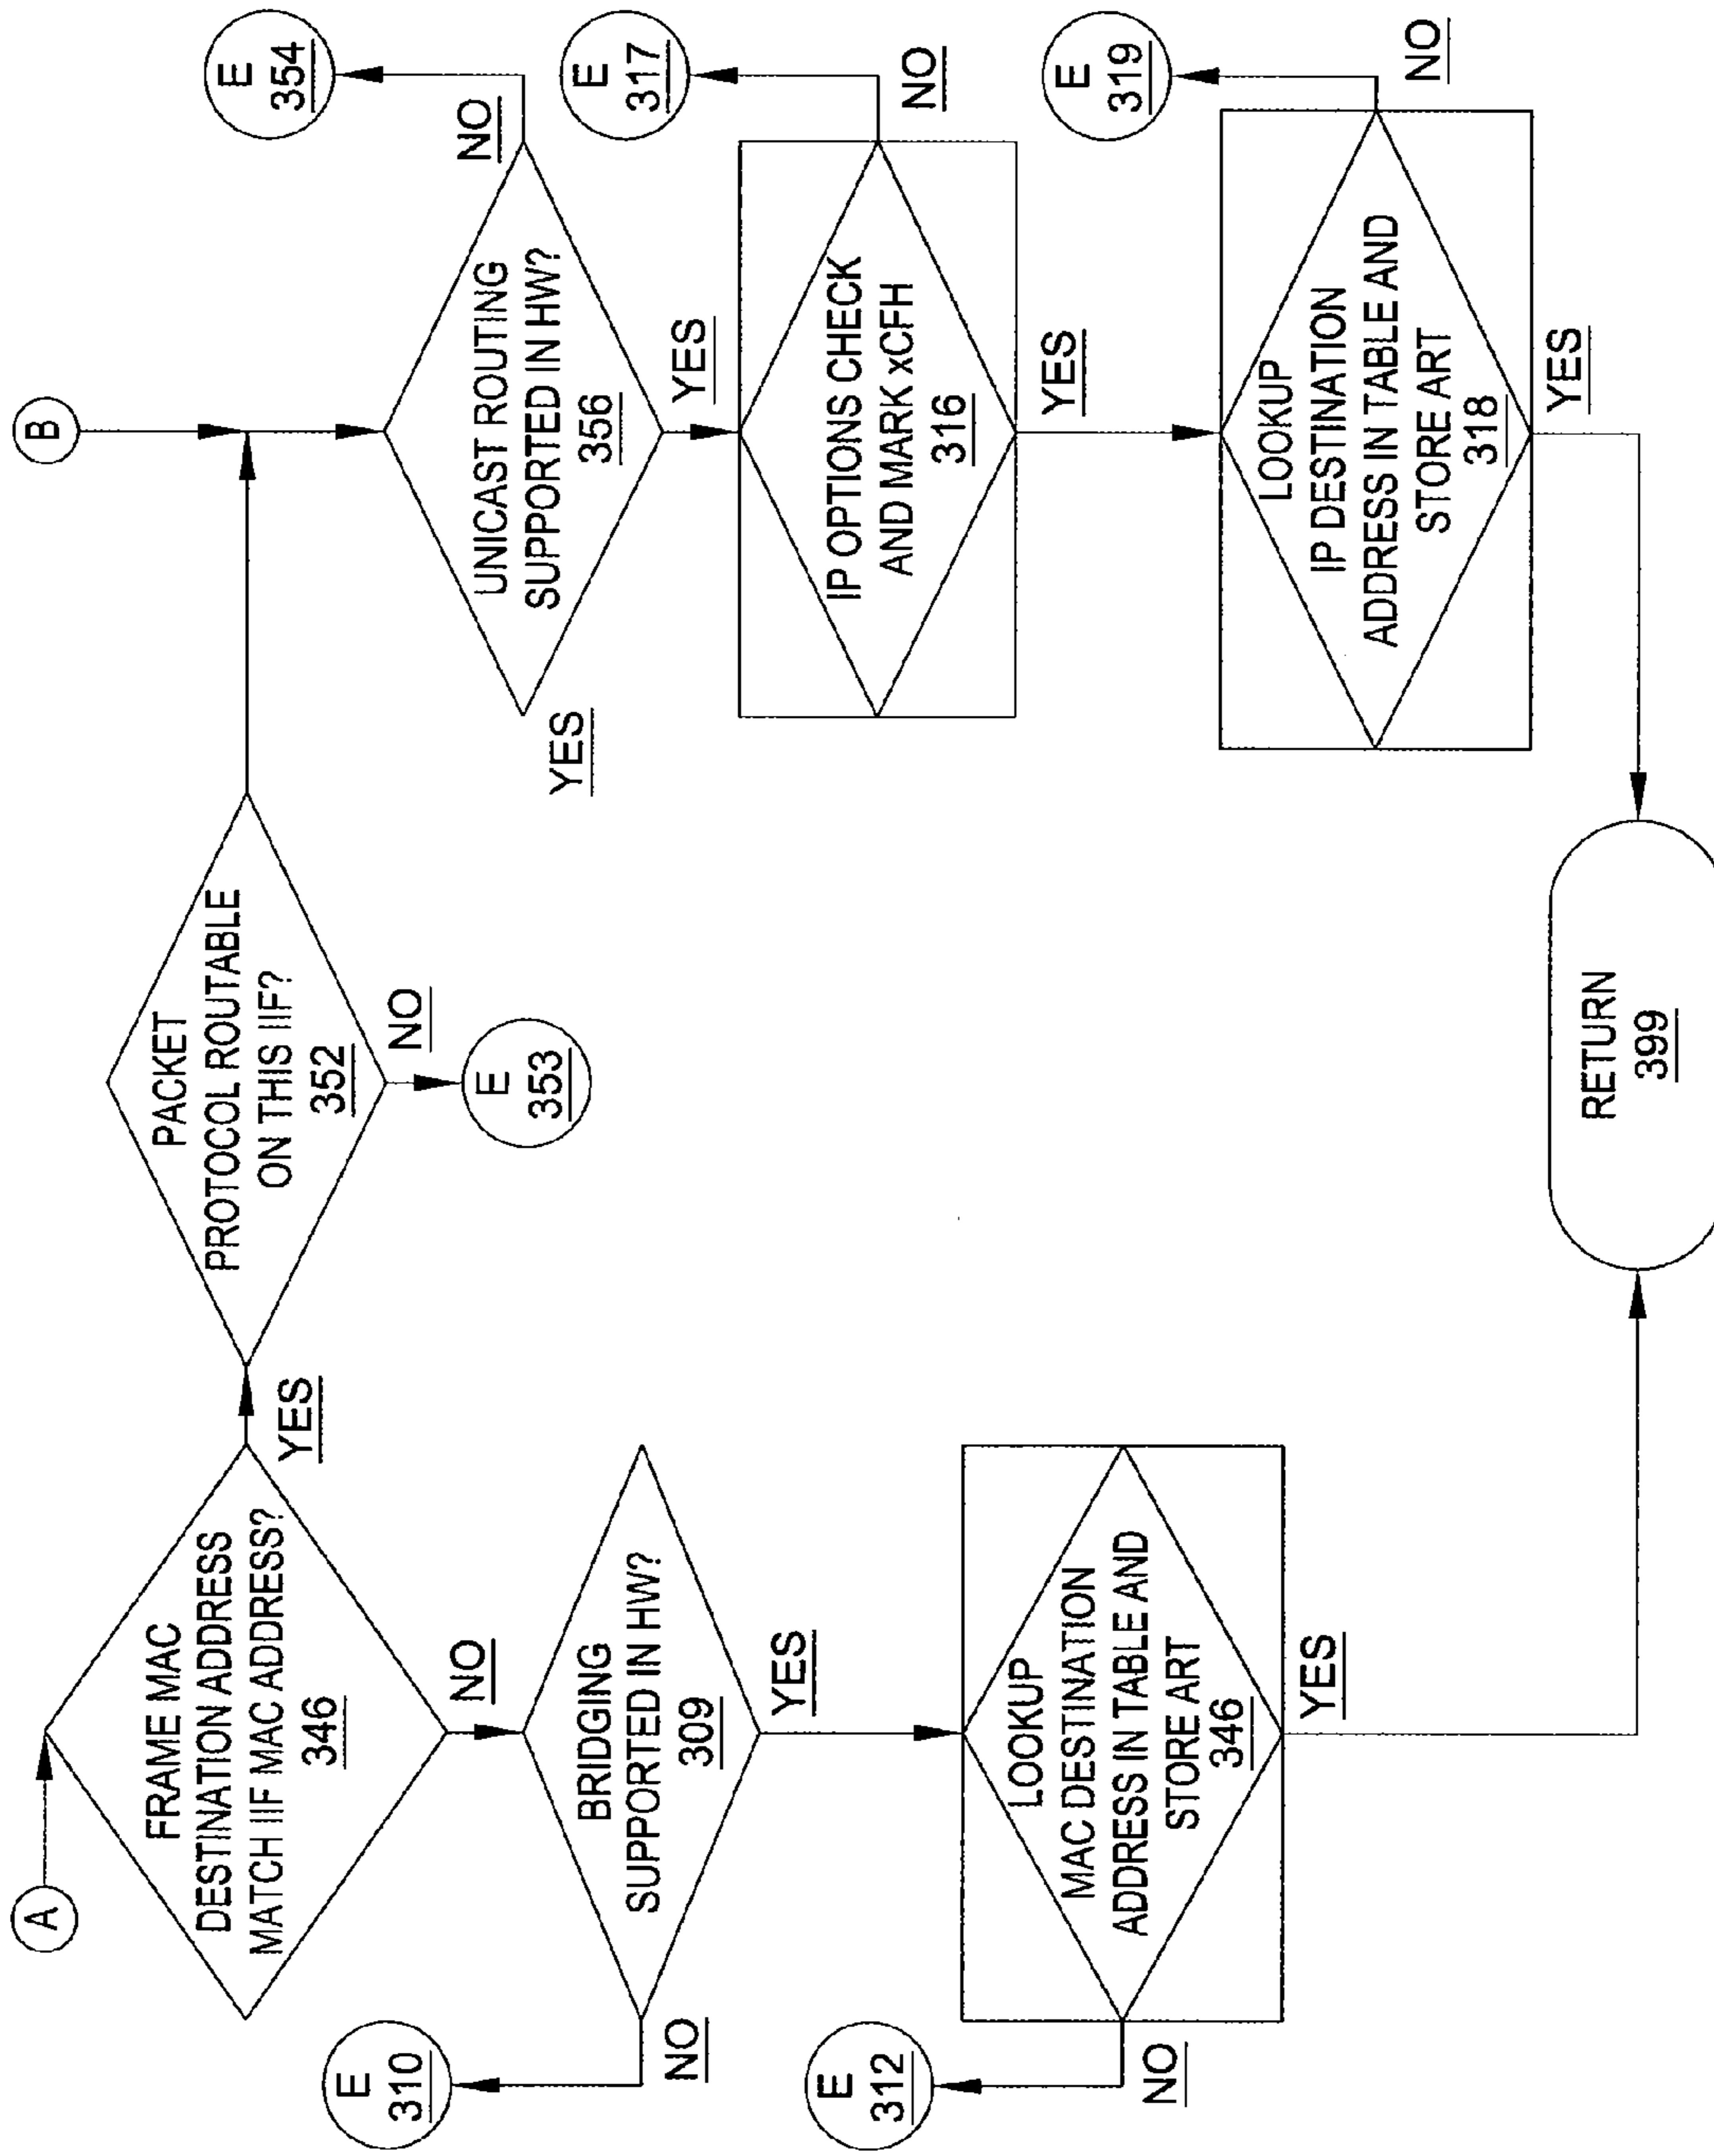 A
FRAME MAC
DESTINATION ADDRESS
MATCH IIF MAC ADDRESS?
346
YES
NO
PACKET
PROTOCOL ROUTABLE
ON THIS IIF?
352
NO
E
353
B
UNICAST ROUTING
SUPPORTED IN HW?
356
YES
NO
E
354
YES
IP OPTIONS CHECK
AND MARK xCFH
316
NO
E
317
YES
LOOKUP
IP DESTINATION
ADDRESS IN TABLE AND
STORE ART
318
NO
E
319
YES
BRIDGING
SUPPORTED IN HW?
309
NO
E
310
YES
LOOKUP
MAC DESTINATION
ADDRESS IN TABLE AND
STORE ART
346
NO
E
312
YES
RETURN
399